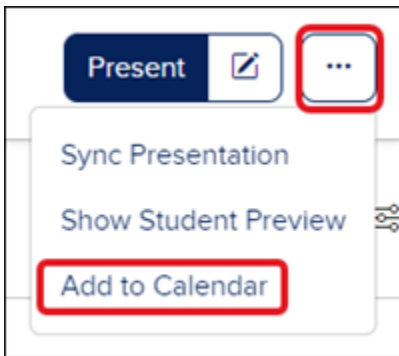 Present ...
Sync Presentation
Show Student Preview
Add to Calendar